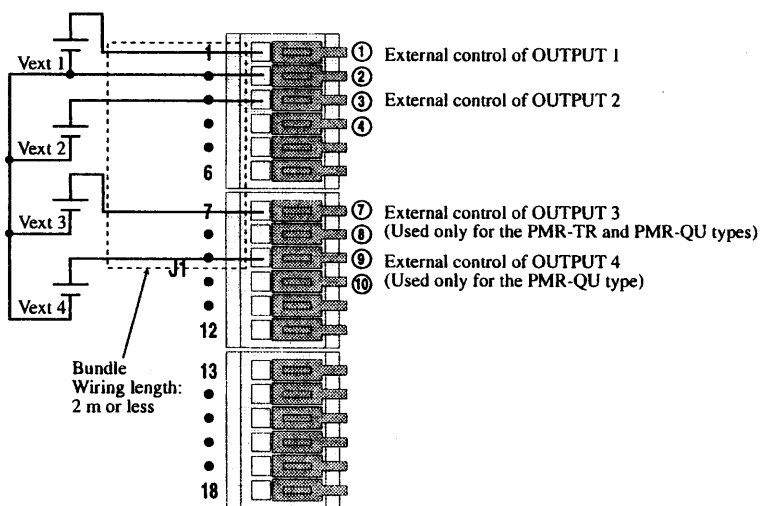 Vext 1
Vext 2
Vext 3
Vext 4
1
6
7
J1
12
13
18
① External control of OUTPUT 1
②
③ External control of OUTPUT 2
④
⑦ External control of OUTPUT 3
⑧ (Used only for the PMR-TR and PMR-QU types)
⑨ External control of OUTPUT 4
⑩ (Used only for the PMR-QU type)
Bundle
Wiring length:
2 m or less